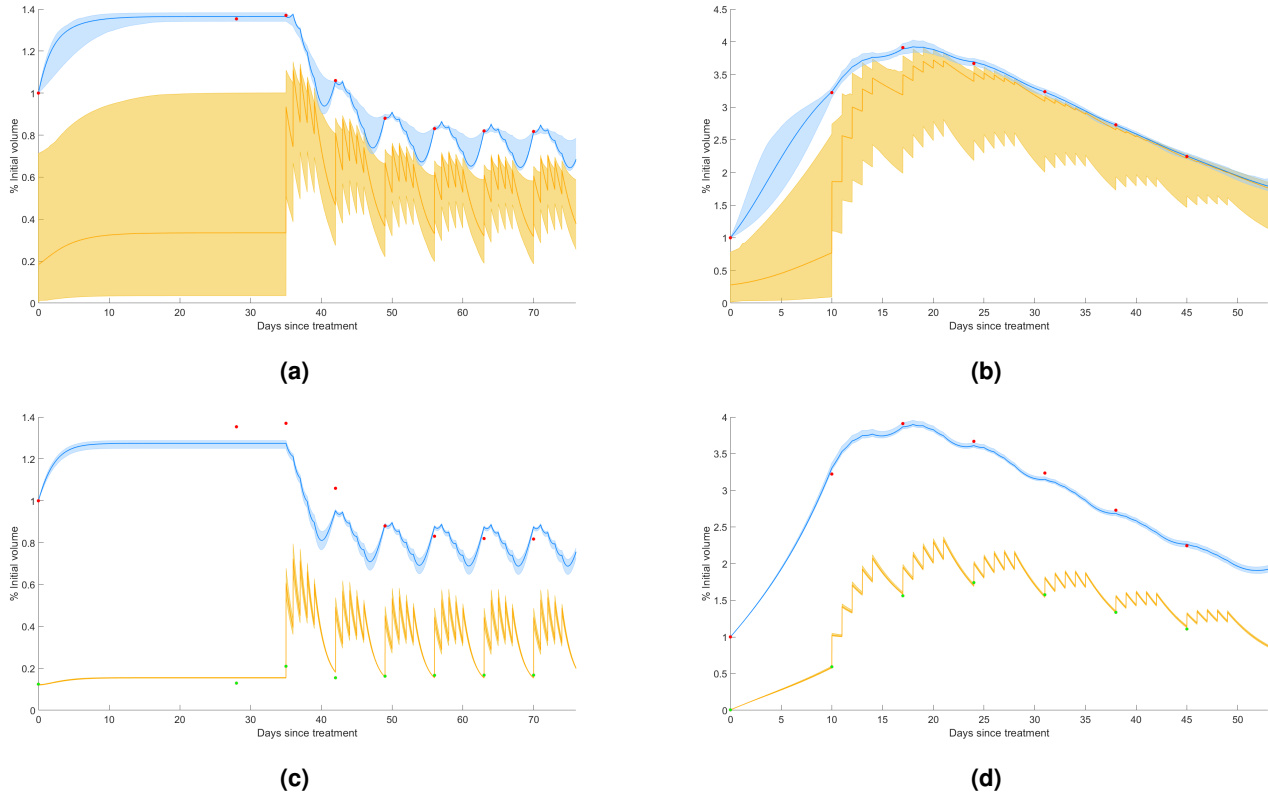 1.4
1.2
1
0.8
0.6
0.4
0.2
0
% Initial volume
0 10 20 30 40 50 60 70
Days since treatment
(a)
4.5
4
3.5
3
2.5
2
1.5
1
0.5
0
% Initial volume
0 5 10 15 20 25 30 35 40 45 50
Days since treatment
(b)
1.4
1.2
1
0.8
0.6
0.4
0.2
0
% Initial volume
0 10 20 30 40 50 60 70
Days since treatment
(c)
4
3.5
3
2.5
2
1.5
1
0.5
0
% Initial volume
0 5 10 15 20 25 30 35 40 45 50
Days since treatment
(d)